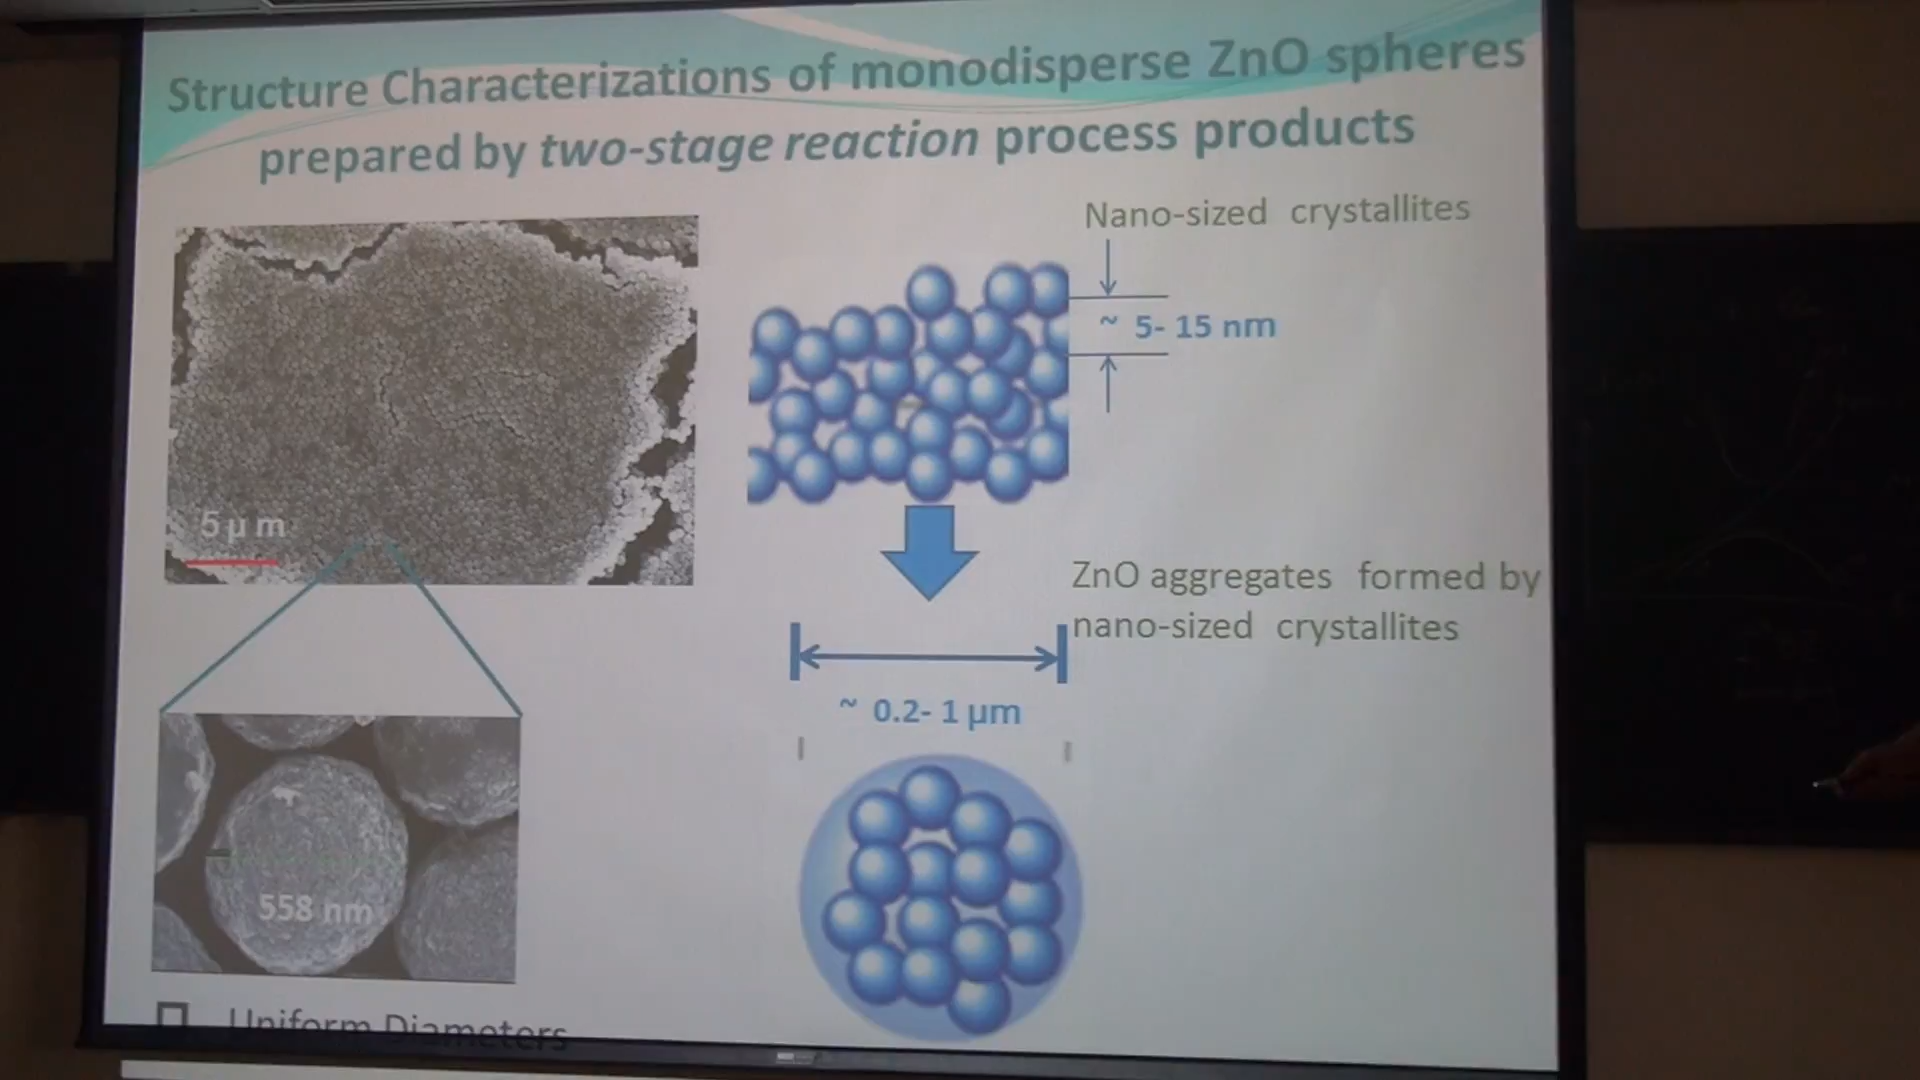 Structure Characterizations of monodisperse ZnO spheres
prepared by two-stage reaction process products
Nano-sized crystallites
~ 5- 15 nm
5 μ m
ZnO aggregates formed by
nano-sized crystallites
~ 0.2- 1 μm
558 nm
Uniform Diameters